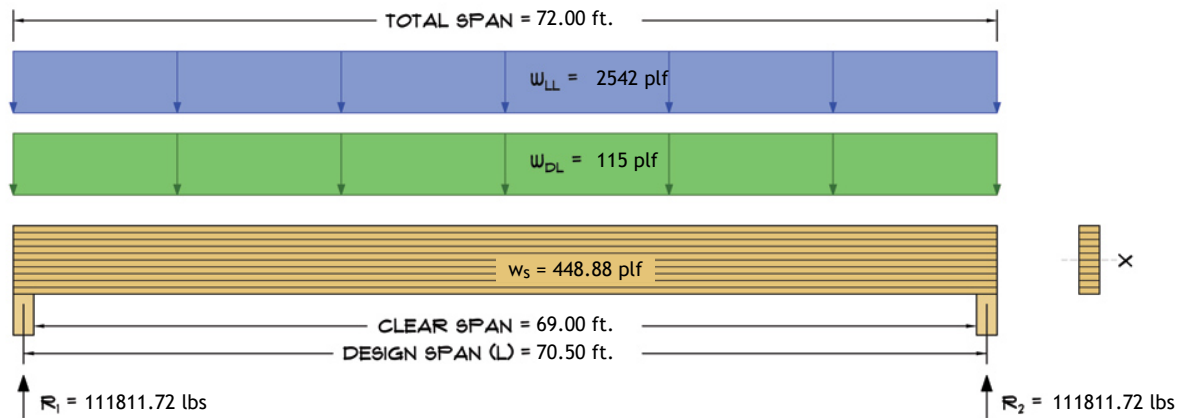 TOTAL SPAN = 72.00 ft.
WLL = 2542 plf
WDL = 115 plf
ws = 448.88 plf
X
CLEAR SPAN = 69.00 ft.
DESIGN SPAN (L) = 70.50 ft.
R1 = 111811.72 lbs
R2 = 111811.72 lbs